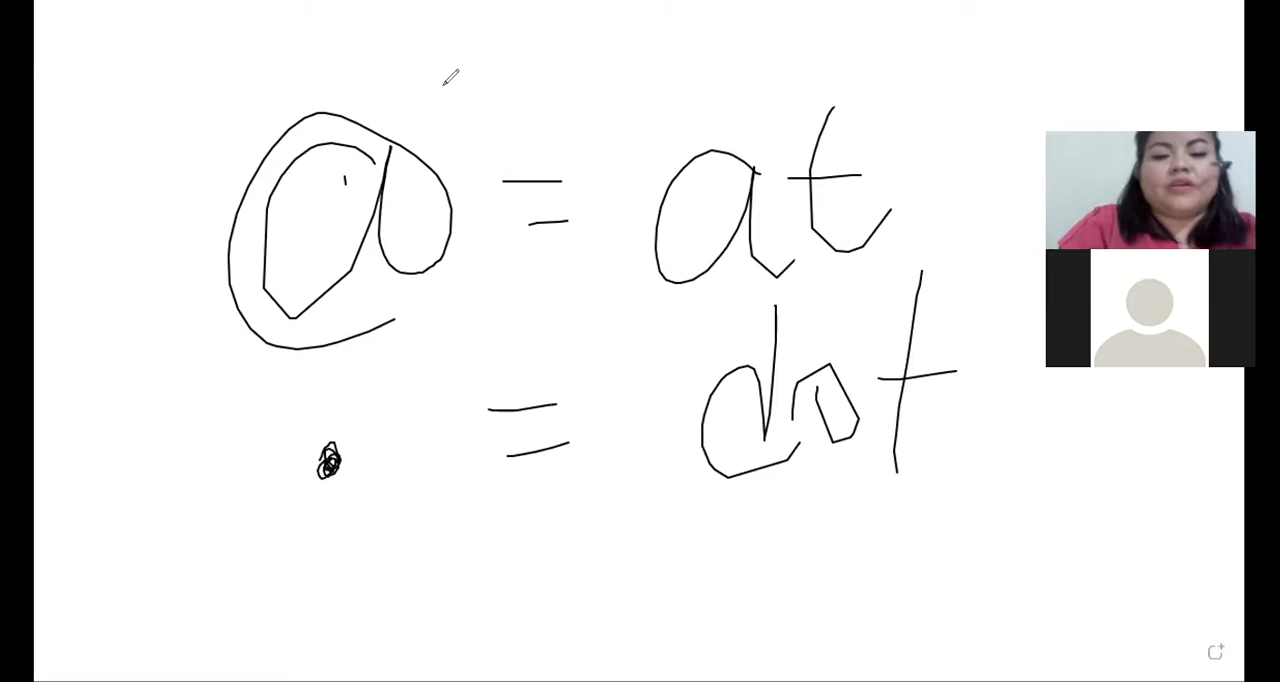 @ = at
. = dot